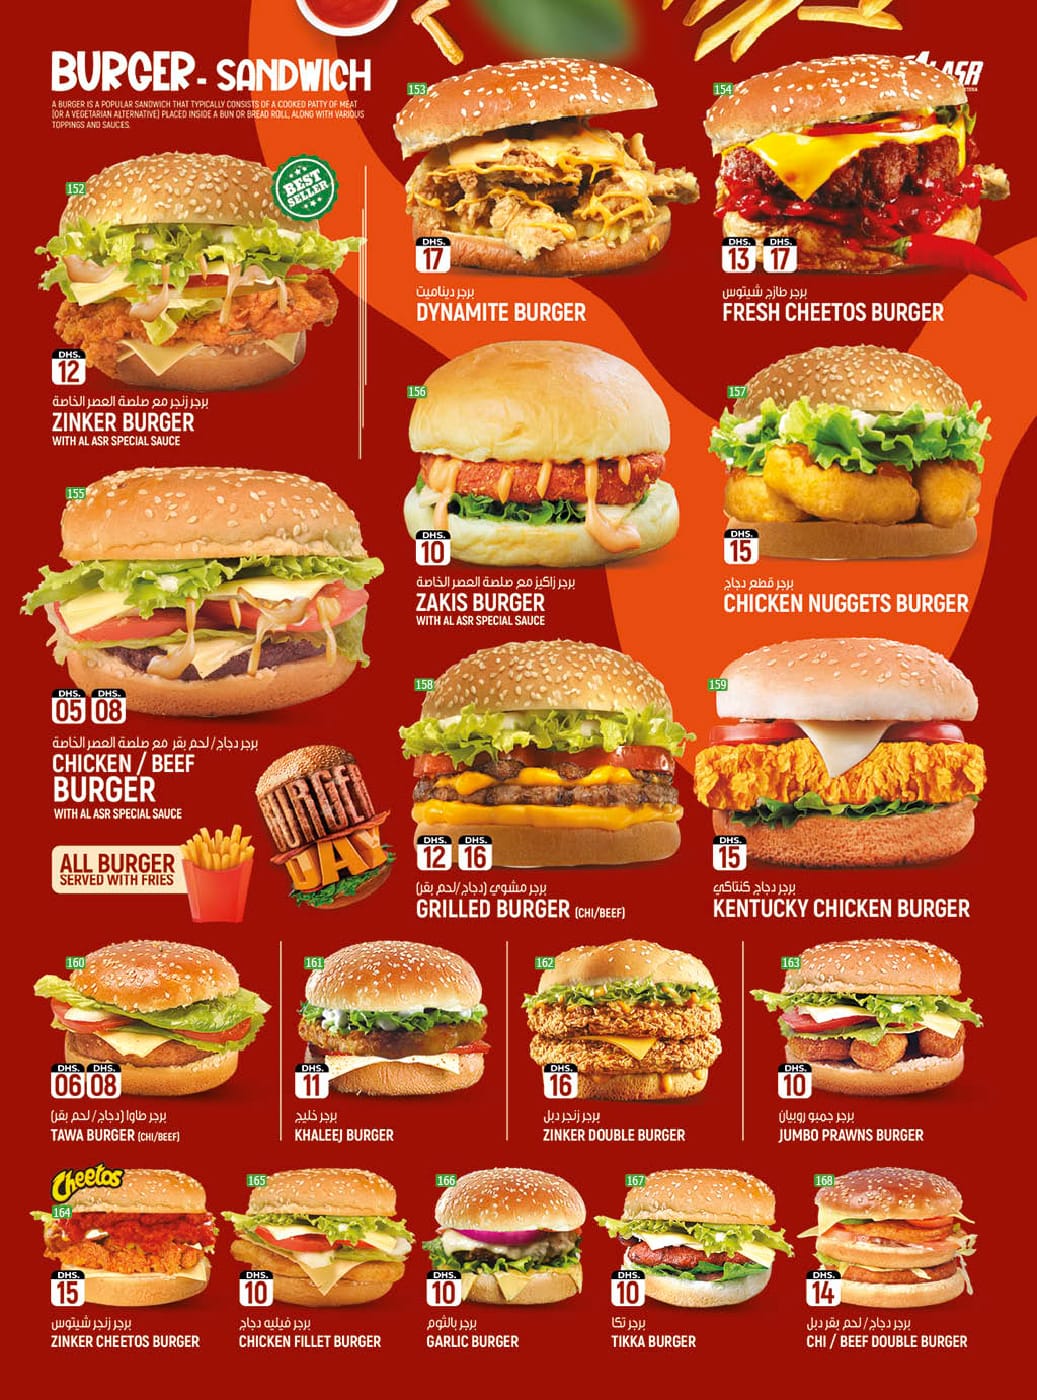 BURGER - SANDWICH
A BURGER IS A POPULAR SANDWICH THAT TYPICALLY CONSISTS OF A COOKED PATTY OF MEAT
(OR A VEGETARIAN ALTERNATIVE) PLACED INSIDE A BUN OR BREAD ROLL, ALONG WITH VARIOUS
TOPPINGS AND SAUCES.
152
BEST
SELLER
DHS.
12
برجر زنجر مع صلصة العصر الخاصة
ZINKER BURGER
WITH AL ASR SPECIAL SAUCE
153
DHS.
17
برجر ديناميت
DYNAMITE BURGER
154
DHS. DHS.
13 17
برجر طازج شيتوس
FRESH CHEETOS BURGER
155
DHS. DHS.
05 08
برجر دجاج/ لحم بقر مع صلصة العصر الخاصة
CHICKEN / BEEF
BURGER
WITH AL ASR SPECIAL SAUCE
156
DHS.
10
برجر زاكيز مع صلصة العصر الخاصة
ZAKIS BURGER
WITH AL ASR SPECIAL SAUCE
157
DHS.
15
برجر قطع دجاج
CHICKEN NUGGETS BURGER
ALL BURGER
SERVED WITH FRIES
BURGER
DAY
158
DHS. DHS.
12 16
برجر مشوي (دجاج/لحم بقر)
GRILLED BURGER (CHI/BEEF)
159
DHS.
15
برجر دجاج كنتاكي
KENTUCKY CHICKEN BURGER
160
DHS. DHS.
06 08
برجر طاوا (دجاج/ لحم بقر)
TAWA BURGER (CHI/BEEF)
161
DHS.
11
برجر خليج
KHALEEJ BURGER
162
DHS.
16
برجر زنجر دبل
ZINKER DOUBLE BURGER
163
DHS.
10
برجر جمبو روبيان
JUMBO PRAWNS BURGER
Cheetos
164
DHS.
15
برجر زنجر شيتوس
ZINKER CHEETOS BURGER
165
DHS.
10
برجر فيليه دجاج
CHICKEN FILLET BURGER
166
DHS.
10
برجر بالثوم
GARLIC BURGER
167
DHS.
10
برجر تكا
TIKKA BURGER
168
DHS.
14
برجر دجاج/ لحم بقر دبل
CHI / BEEF DOUBLE BURGER